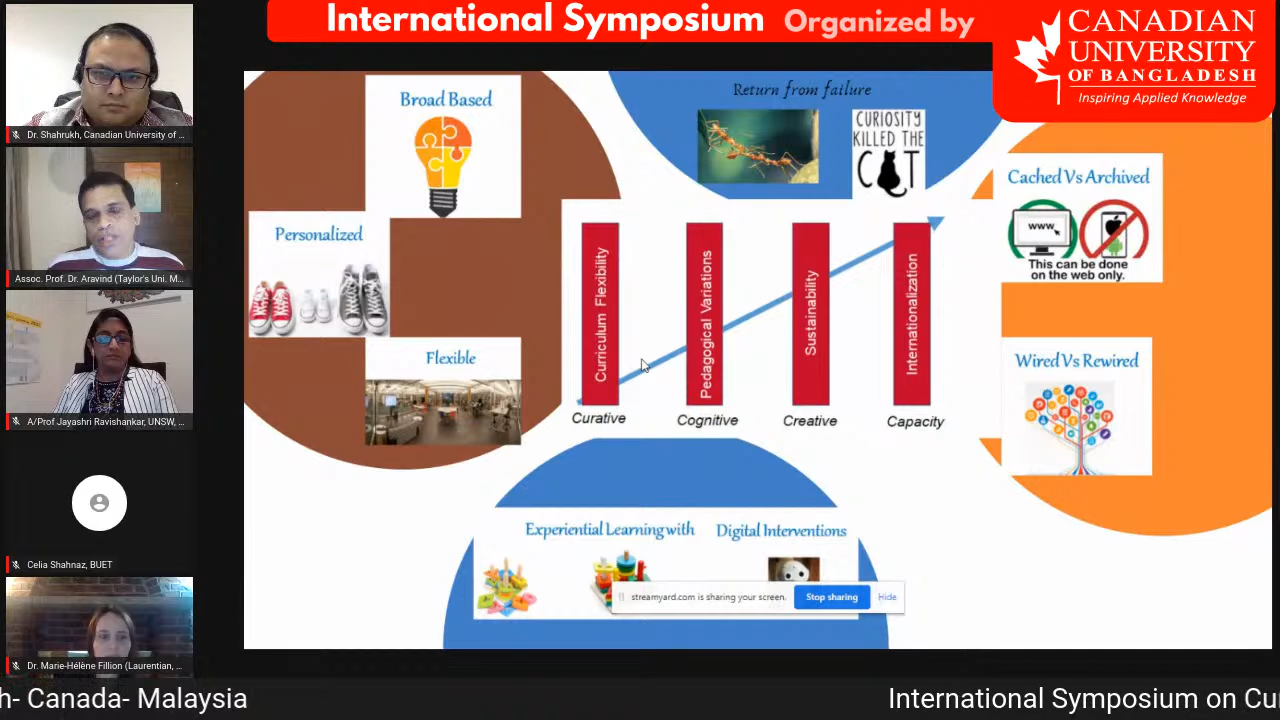 International Symposium Organized by
CANADIAN
UNIVERSITY
OF BANGLADESH
Inspiring Applied Knowledge
Dr. Shahrukh, Canadian University of ...
Assoc. Prof. Dr. Aravind (Taylor's Uni. M...
A/Prof Jayashri Ravishankar, UNSW, ...
Celia Shahnaz, BUET
Dr. Marie-Hélène Fillion (Laurentian, ...
Broad Based
Personalized
Flexible
Return from failure
CURIOSITY
KILLED THE
CAT
Cached Vs Archived
www
This can be done
on the web only.
Wired Vs Rewired
Curriculum Flexibility
Pedagogical Variations
Sustainability
Internationalization
Curative
Cognitive
Creative
Capacity
Experiential Learning with
Digital Interventions
streamyard.com is sharing your screen.
Stop sharing
Hide
h- Canada- Malaysia
International Symposium on Cu